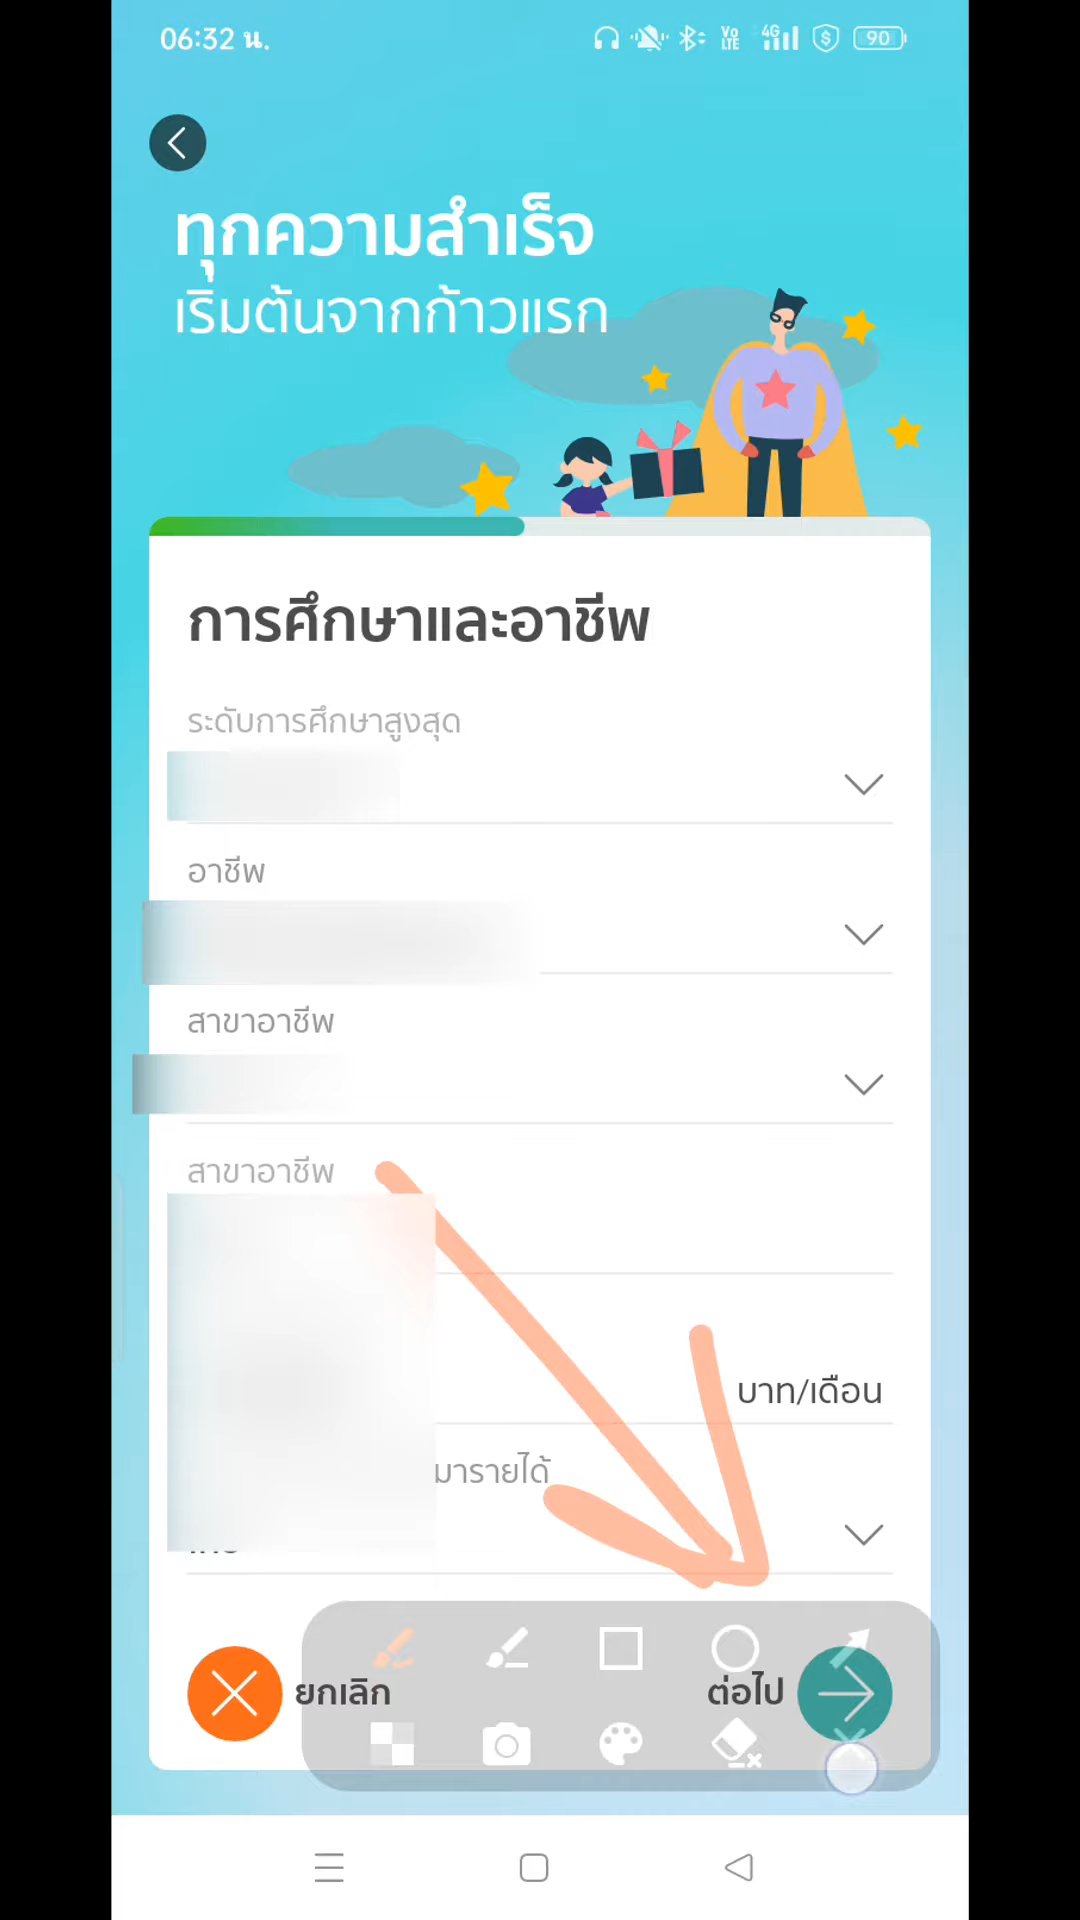 06:32 น.
Vo LTE 4G 90
ทุกความสำเร็จ
เริ่มต้นจากก้าวแรก
การศึกษาและอาชีพ
ระดับการศึกษาสูงสุด
อาชีพ
สาขาอาชีพ
สาขาอาชีพ
บาท/เดือน
มารายได้
ยกเลิก
ต่อไป